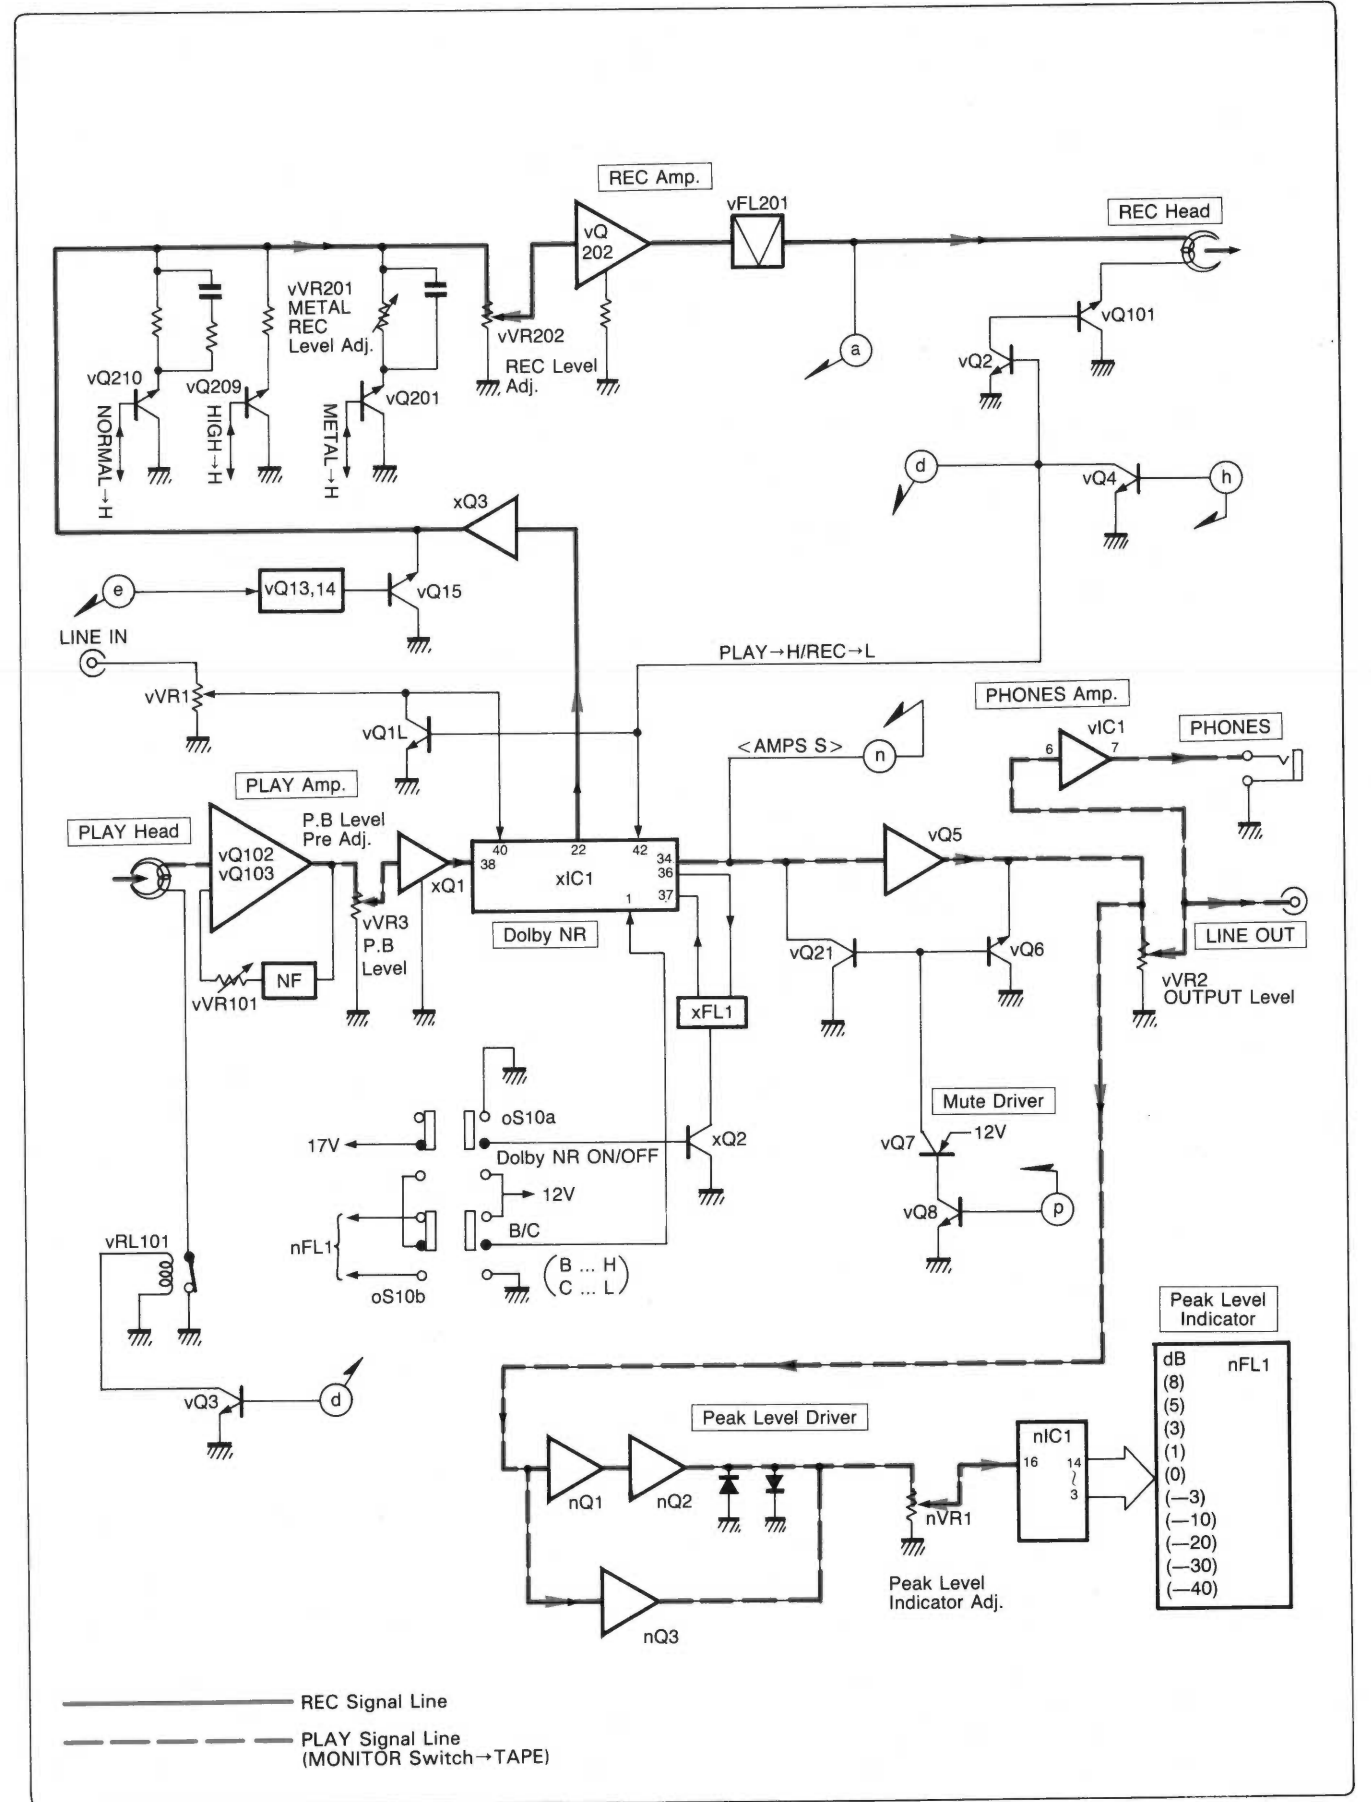 REC Amp.
vFL201
REC Head
vQ
202
vVR201
METAL
REC
Level Adj.
vVR202
REC Level
Adj.
vQ101
vQ2
a
vQ210
vQ209
vQ201
NORMAL→H
HIGH→H
METAL→H
d
vQ4
h
xQ3
e
vQ13,14
vQ15
LINE IN
PLAY→H/REC→L
vVR1
vQ1L
<AMPS S>
n
PHONES Amp.
vIC1
6
7
PHONES
PLAY Amp.
PLAY Head
P.B Level
Pre Adj.
vQ102
vQ103
xQ1
vVR3
P.B
Level
NF
vVR101
40
22
42
38
xIC1
34
36
37
1
Dolby NR
vQ5
vQ21
vQ6
LINE OUT
vVR2
OUTPUT Level
xFL1
Mute Driver
oS10a
17V
Dolby NR ON/OFF
xQ2
vQ7
12V
12V
vQ8
p
nFL1
B/C
(B ... H)
(C ... L)
oS10b
vRL101
vQ3
d
Peak Level
Indicator
dB
nFL1
(8)
(5)
(3)
(1)
(0)
(—3)
(—10)
(—20)
(—30)
(—40)
Peak Level Driver
nQ1
nQ2
nIC1
16
14
~
3
nVR1
Peak Level
Indicator Adj.
nQ3
REC Signal Line
PLAY Signal Line
(MONITOR Switch→TAPE)